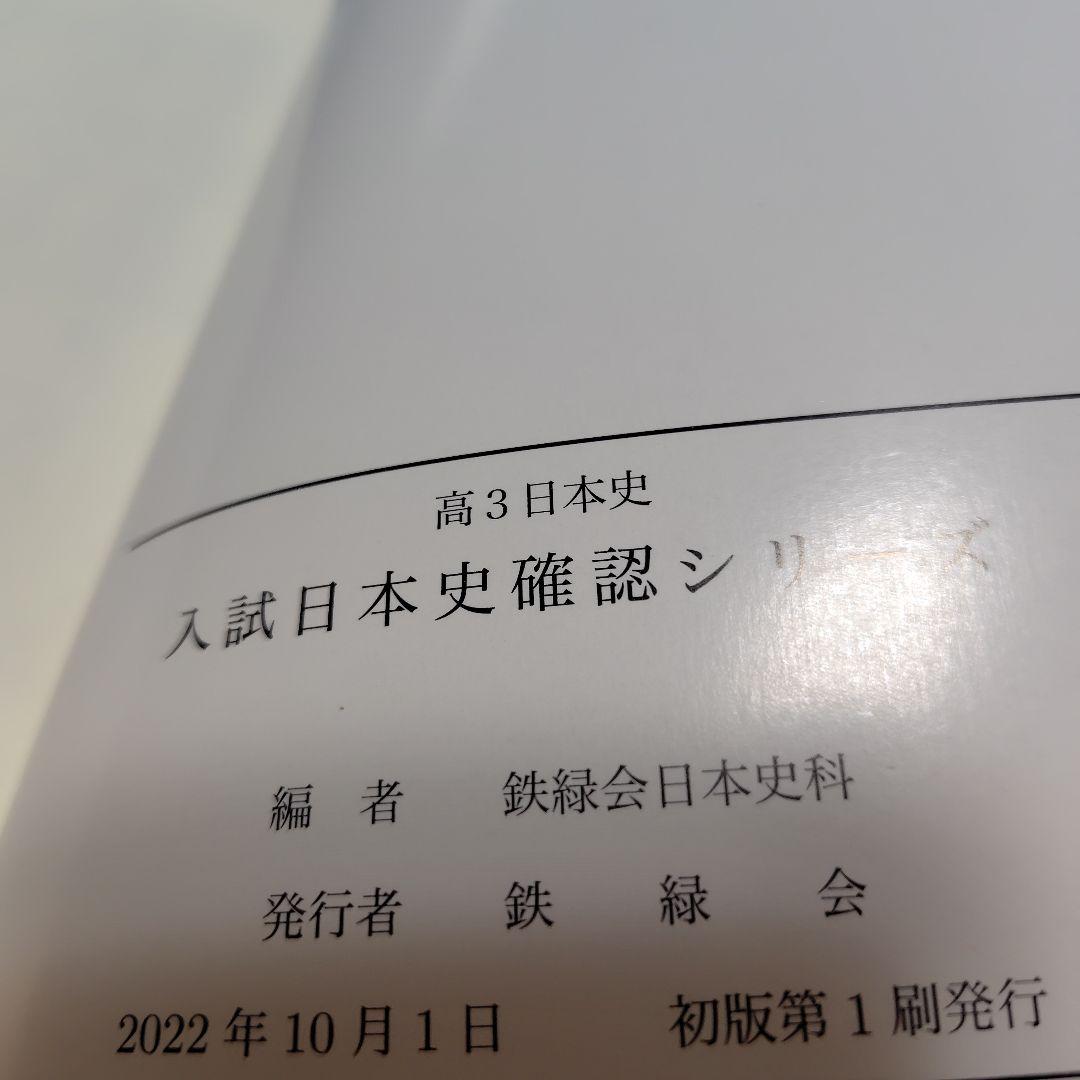 高3日本史
入試日本史確認シリーズ
編　者　　鉄緑会日本史科
発行者　　鉄　緑　会
2022年10月1日　　初版第1刷発行